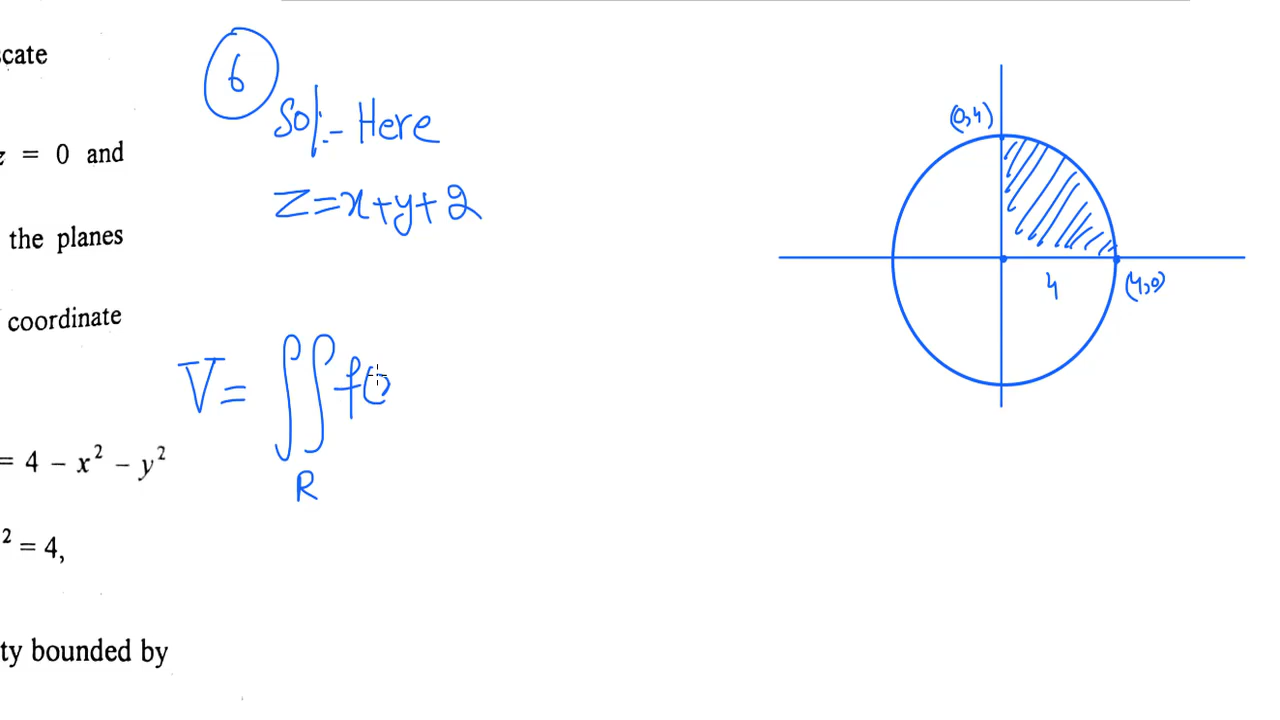 cate
z = 0 and
the planes
coordinate
= 4 − x² − y²
² = 4,
ty bounded by
6
Sol:- Here
z=x+y+2
V= ∬ f(
R
(0,4)
4
(4,0)